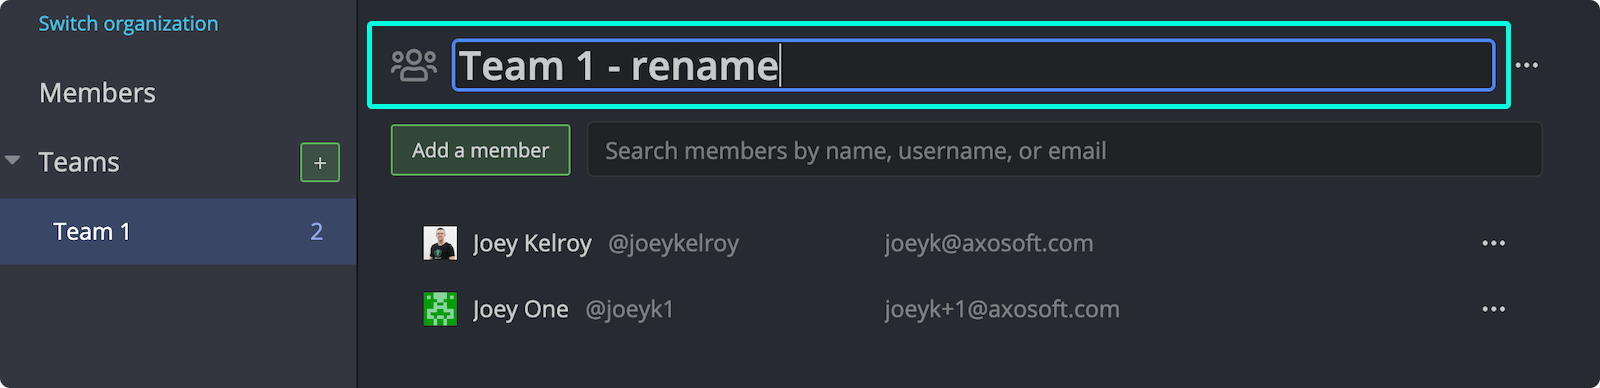 Switch organization
Members
Teams +
Team 1 2
Team 1 - rename
Add a member Search members by name, username, or email
Joey Kelroy @joeykelroy joeyk@axosoft.com
Joey One @joeyk1 joeyk+1@axosoft.com